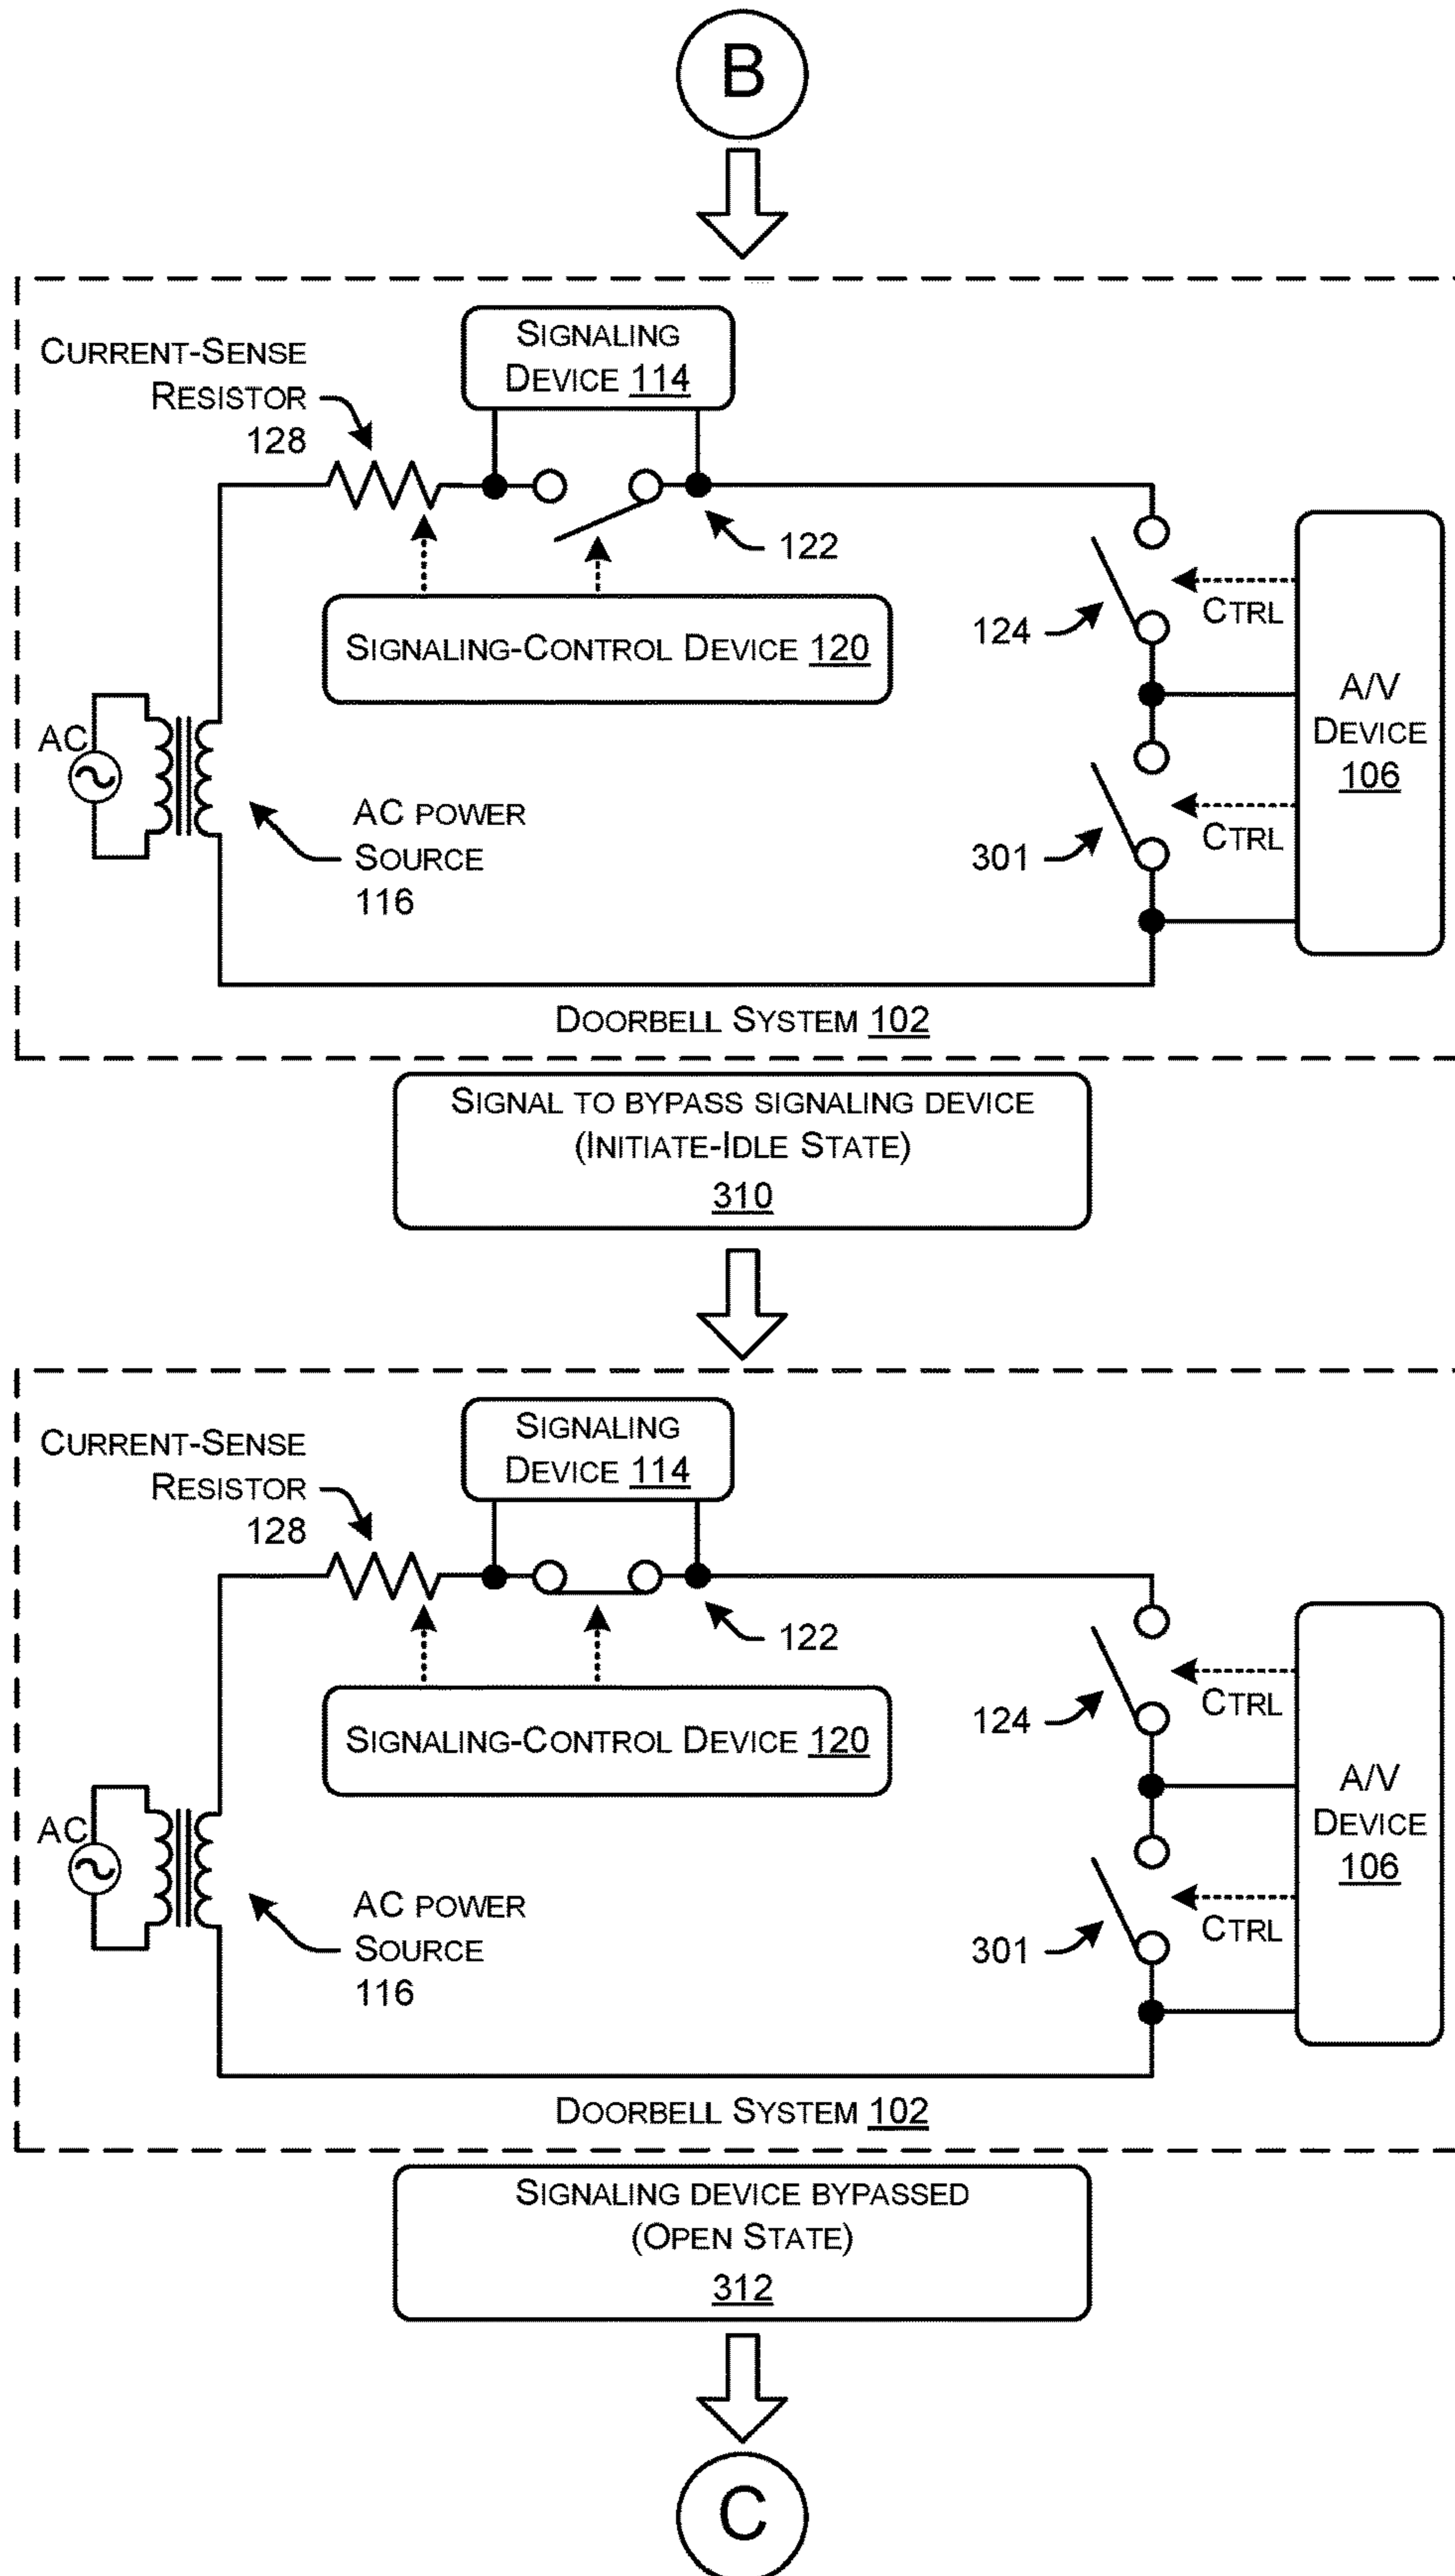 B
SIGNALING
DEVICE 114
CURRENT-SENSE
RESISTOR
128
122
SIGNALING-CONTROL DEVICE 120
124
CTRL
A/V
DEVICE
106
AC
AC POWER
SOURCE
116
301
CTRL
DOORBELL SYSTEM 102
SIGNAL TO BYPASS SIGNALING DEVICE
(INITIATE-IDLE STATE)
310
SIGNALING
DEVICE 114
CURRENT-SENSE
RESISTOR
128
122
SIGNALING-CONTROL DEVICE 120
124
CTRL
A/V
DEVICE
106
AC
AC POWER
SOURCE
116
301
CTRL
DOORBELL SYSTEM 102
SIGNALING DEVICE BYPASSED
(OPEN STATE)
312
C